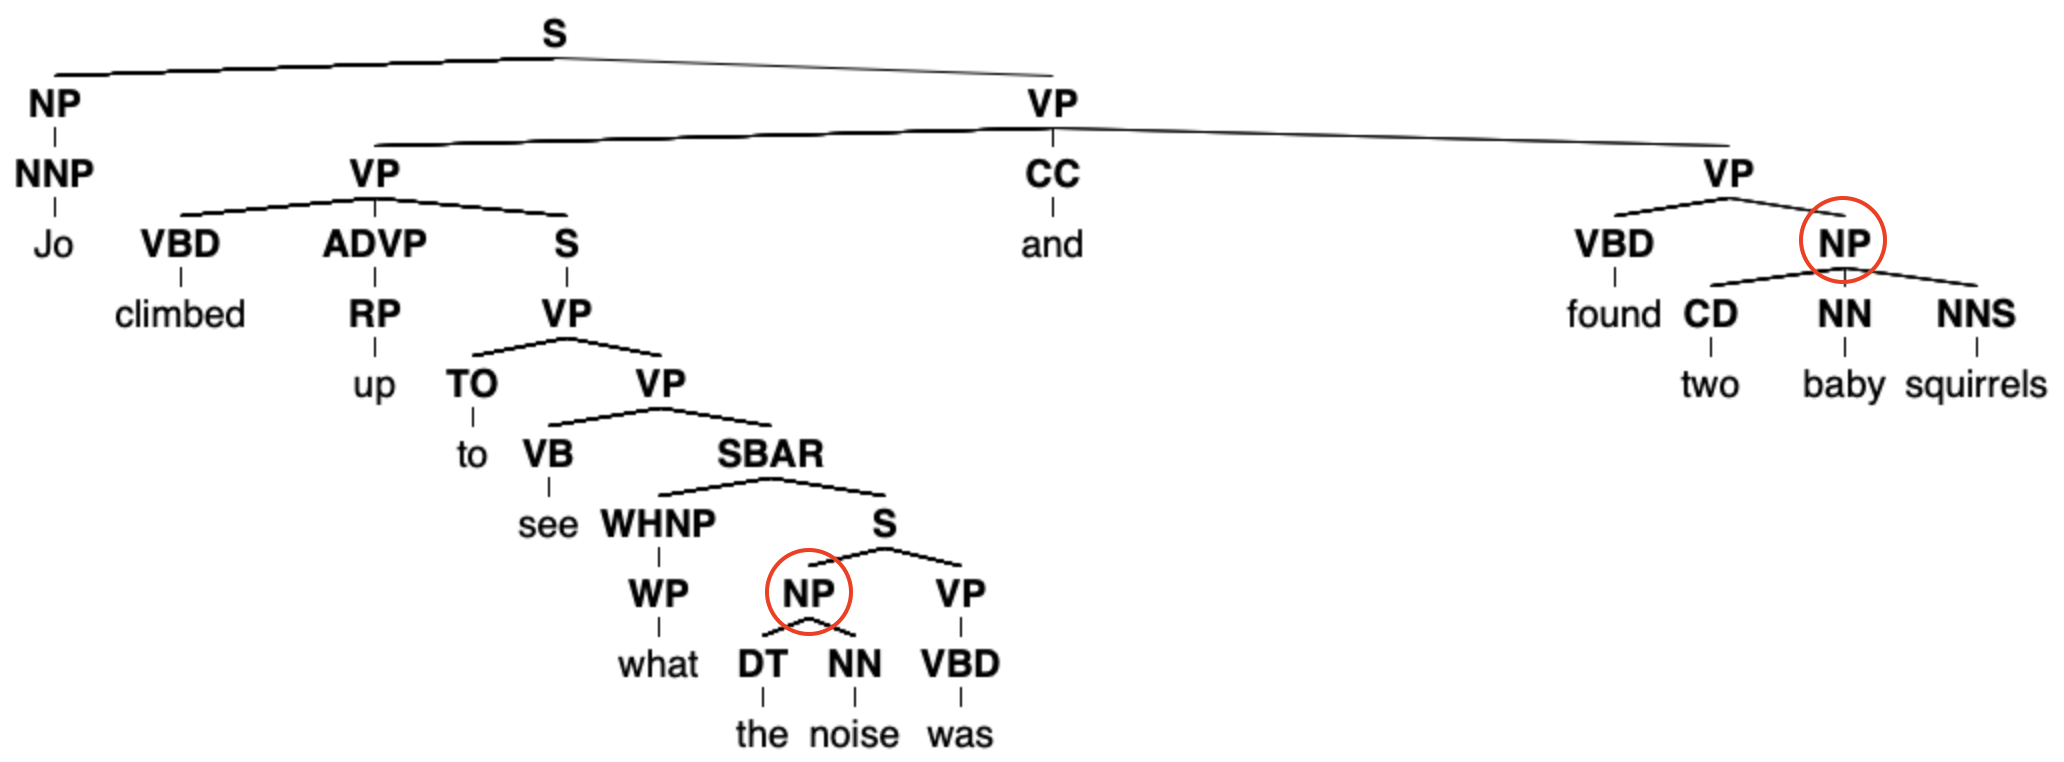 S
NP VP
NNP VP CC VP
Jo VBD ADVP S and VBD NP
climbed RP VP found CD NN NNS
up TO VP two baby squirrels
to VB SBAR
see WHNP S
WP NP VP
what DT NN VBD
the noise was